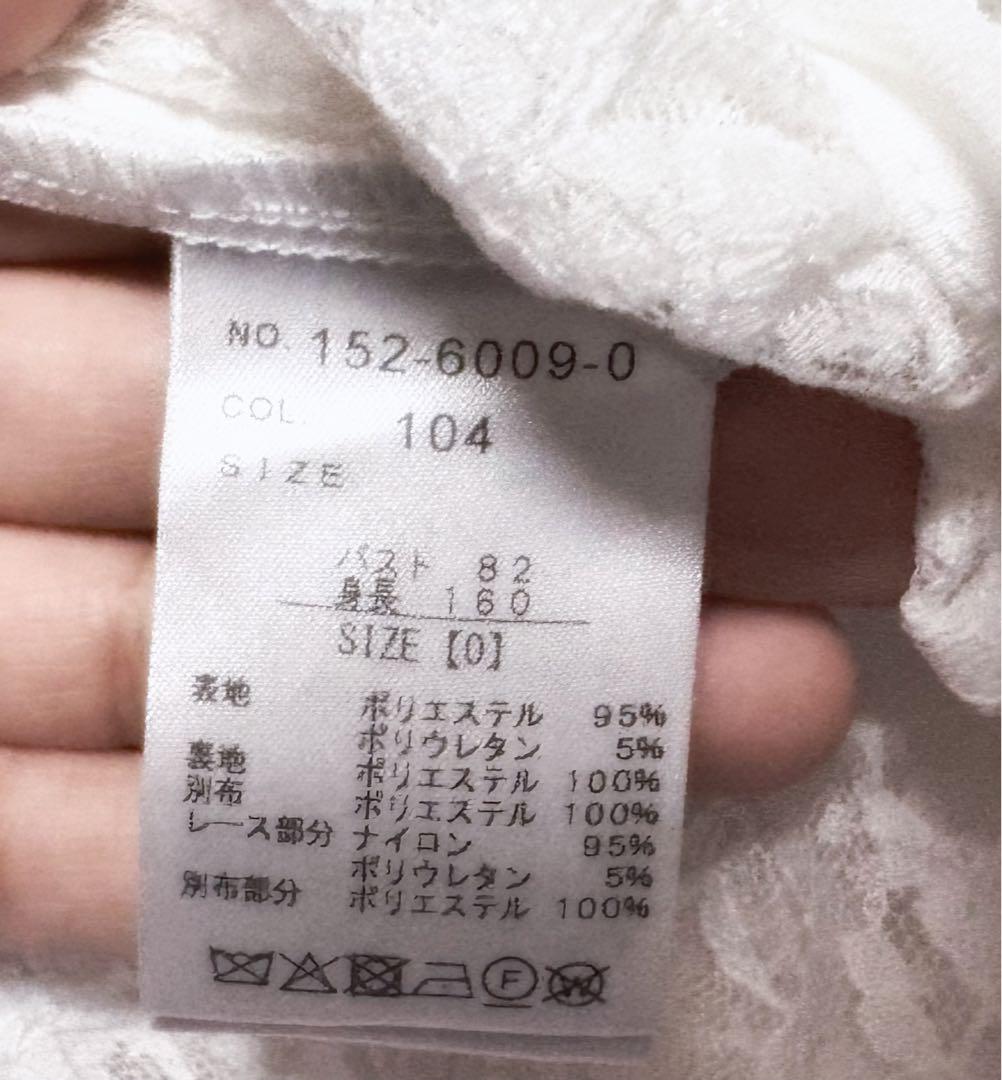 NO. 152-6009-0
COL. 104
SIZE
バスト 82
身長 160
SIZE【0】
表地 ポリエステル 95%
ポリウレタン 5%
裏地 ポリエステル 100%
別布 ポリエステル 100%
レース部分 ナイロン 95%
ポリウレタン 5%
別布部分 ポリエステル 100%
F W